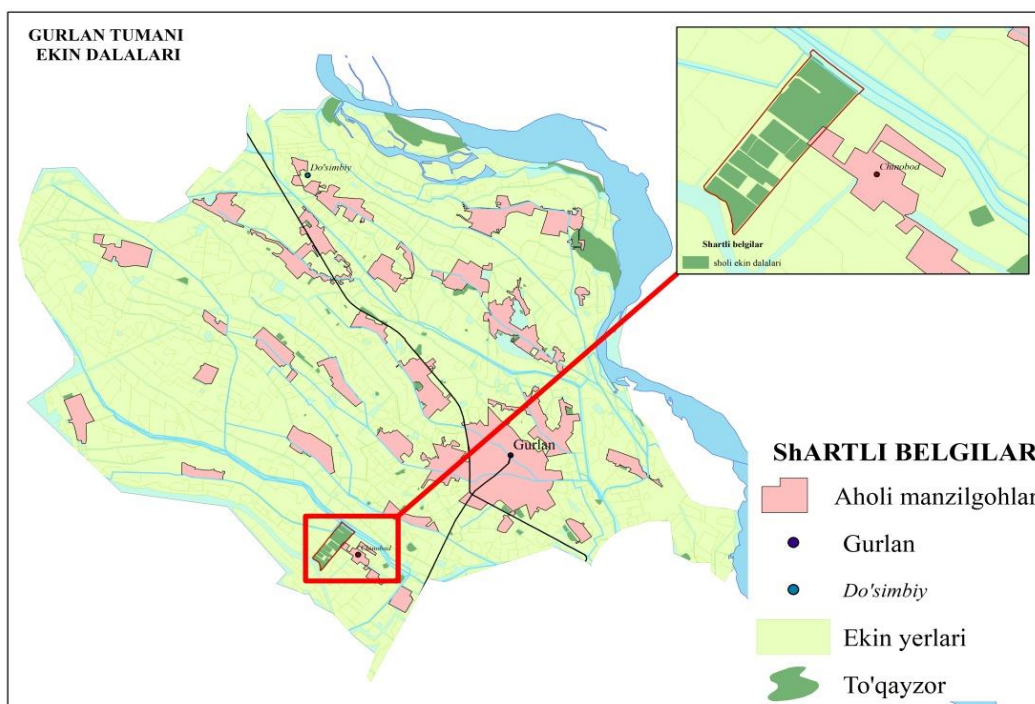 GURLAN TUMANI
EKIN DALALARI
Chinobod
Shartli belgilar
sholi ekin dalalari
Do'simbiy
Gurlan
Chinobod
ShARTLI BELGILAR
Aholi manzilgohlar
Gurlan
Do'simbiy
Ekin yerlari
To'qayzor